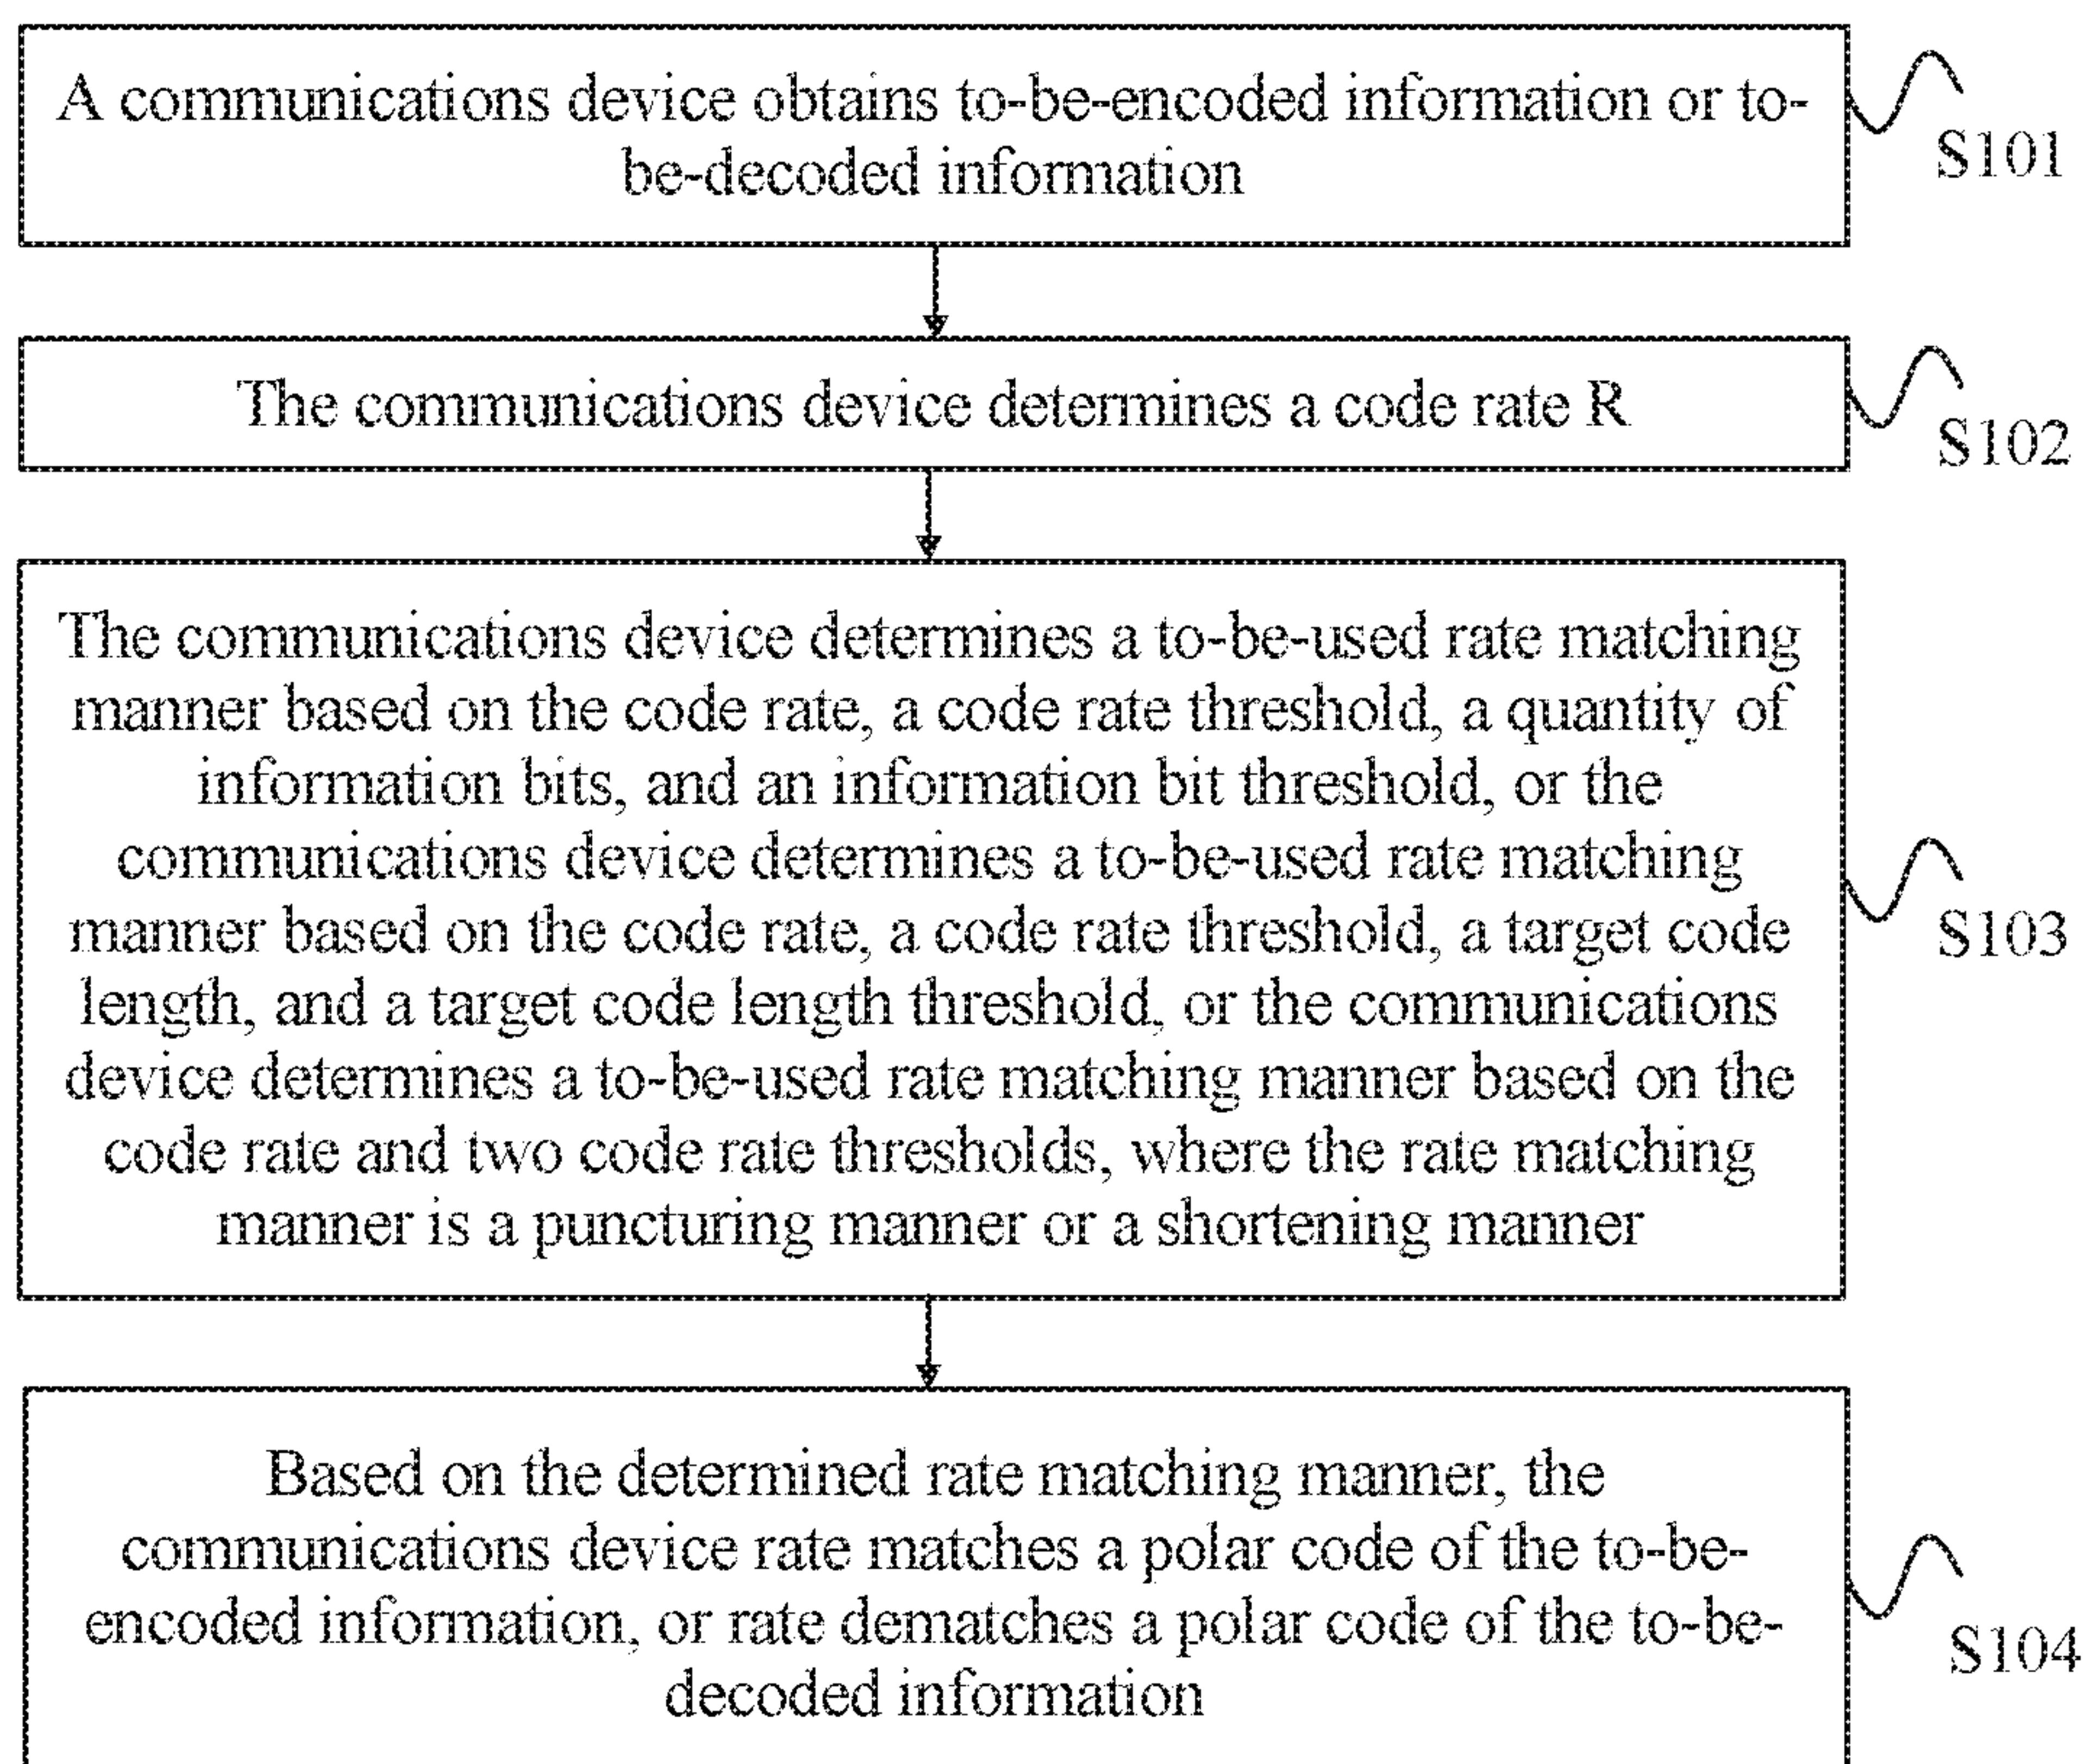 A communications device obtains to-be-encoded information or to-
be-decoded information
S101
The communications device determines a code rate R
S102
The communications device determines a to-be-used rate matching
manner based on the code rate, a code rate threshold, a quantity of
information bits, and an information bit threshold, or the
communications device determines a to-be-used rate matching
manner based on the code rate, a code rate threshold, a target code
length, and a target code length threshold, or the communications
device determines a to-be-used rate matching manner based on the
code rate and two code rate thresholds, where the rate matching
manner is a puncturing manner or a shortening manner
S103
Based on the determined rate matching manner, the
communications device rate matches a polar code of the to-be-
encoded information, or rate dematches a polar code of the to-be-
decoded information
S104